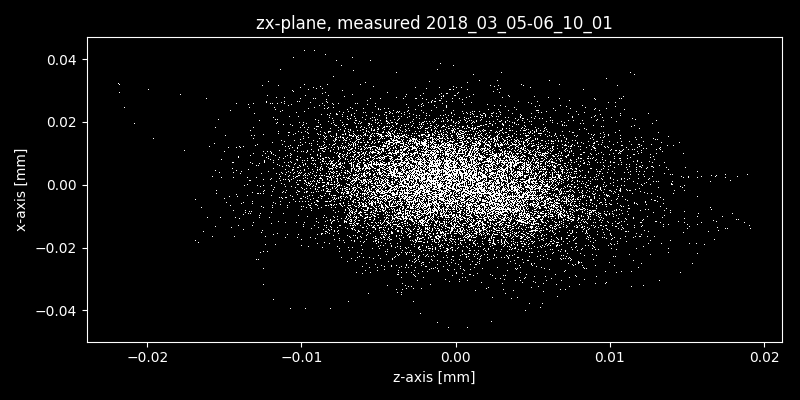 zx-plane, measured 2018_03_05-06_10_01
0.04
0.02
0.00
−0.02
−0.04
x-axis [mm]
−0.02 −0.01 0.00 0.01 0.02
z-axis [mm]